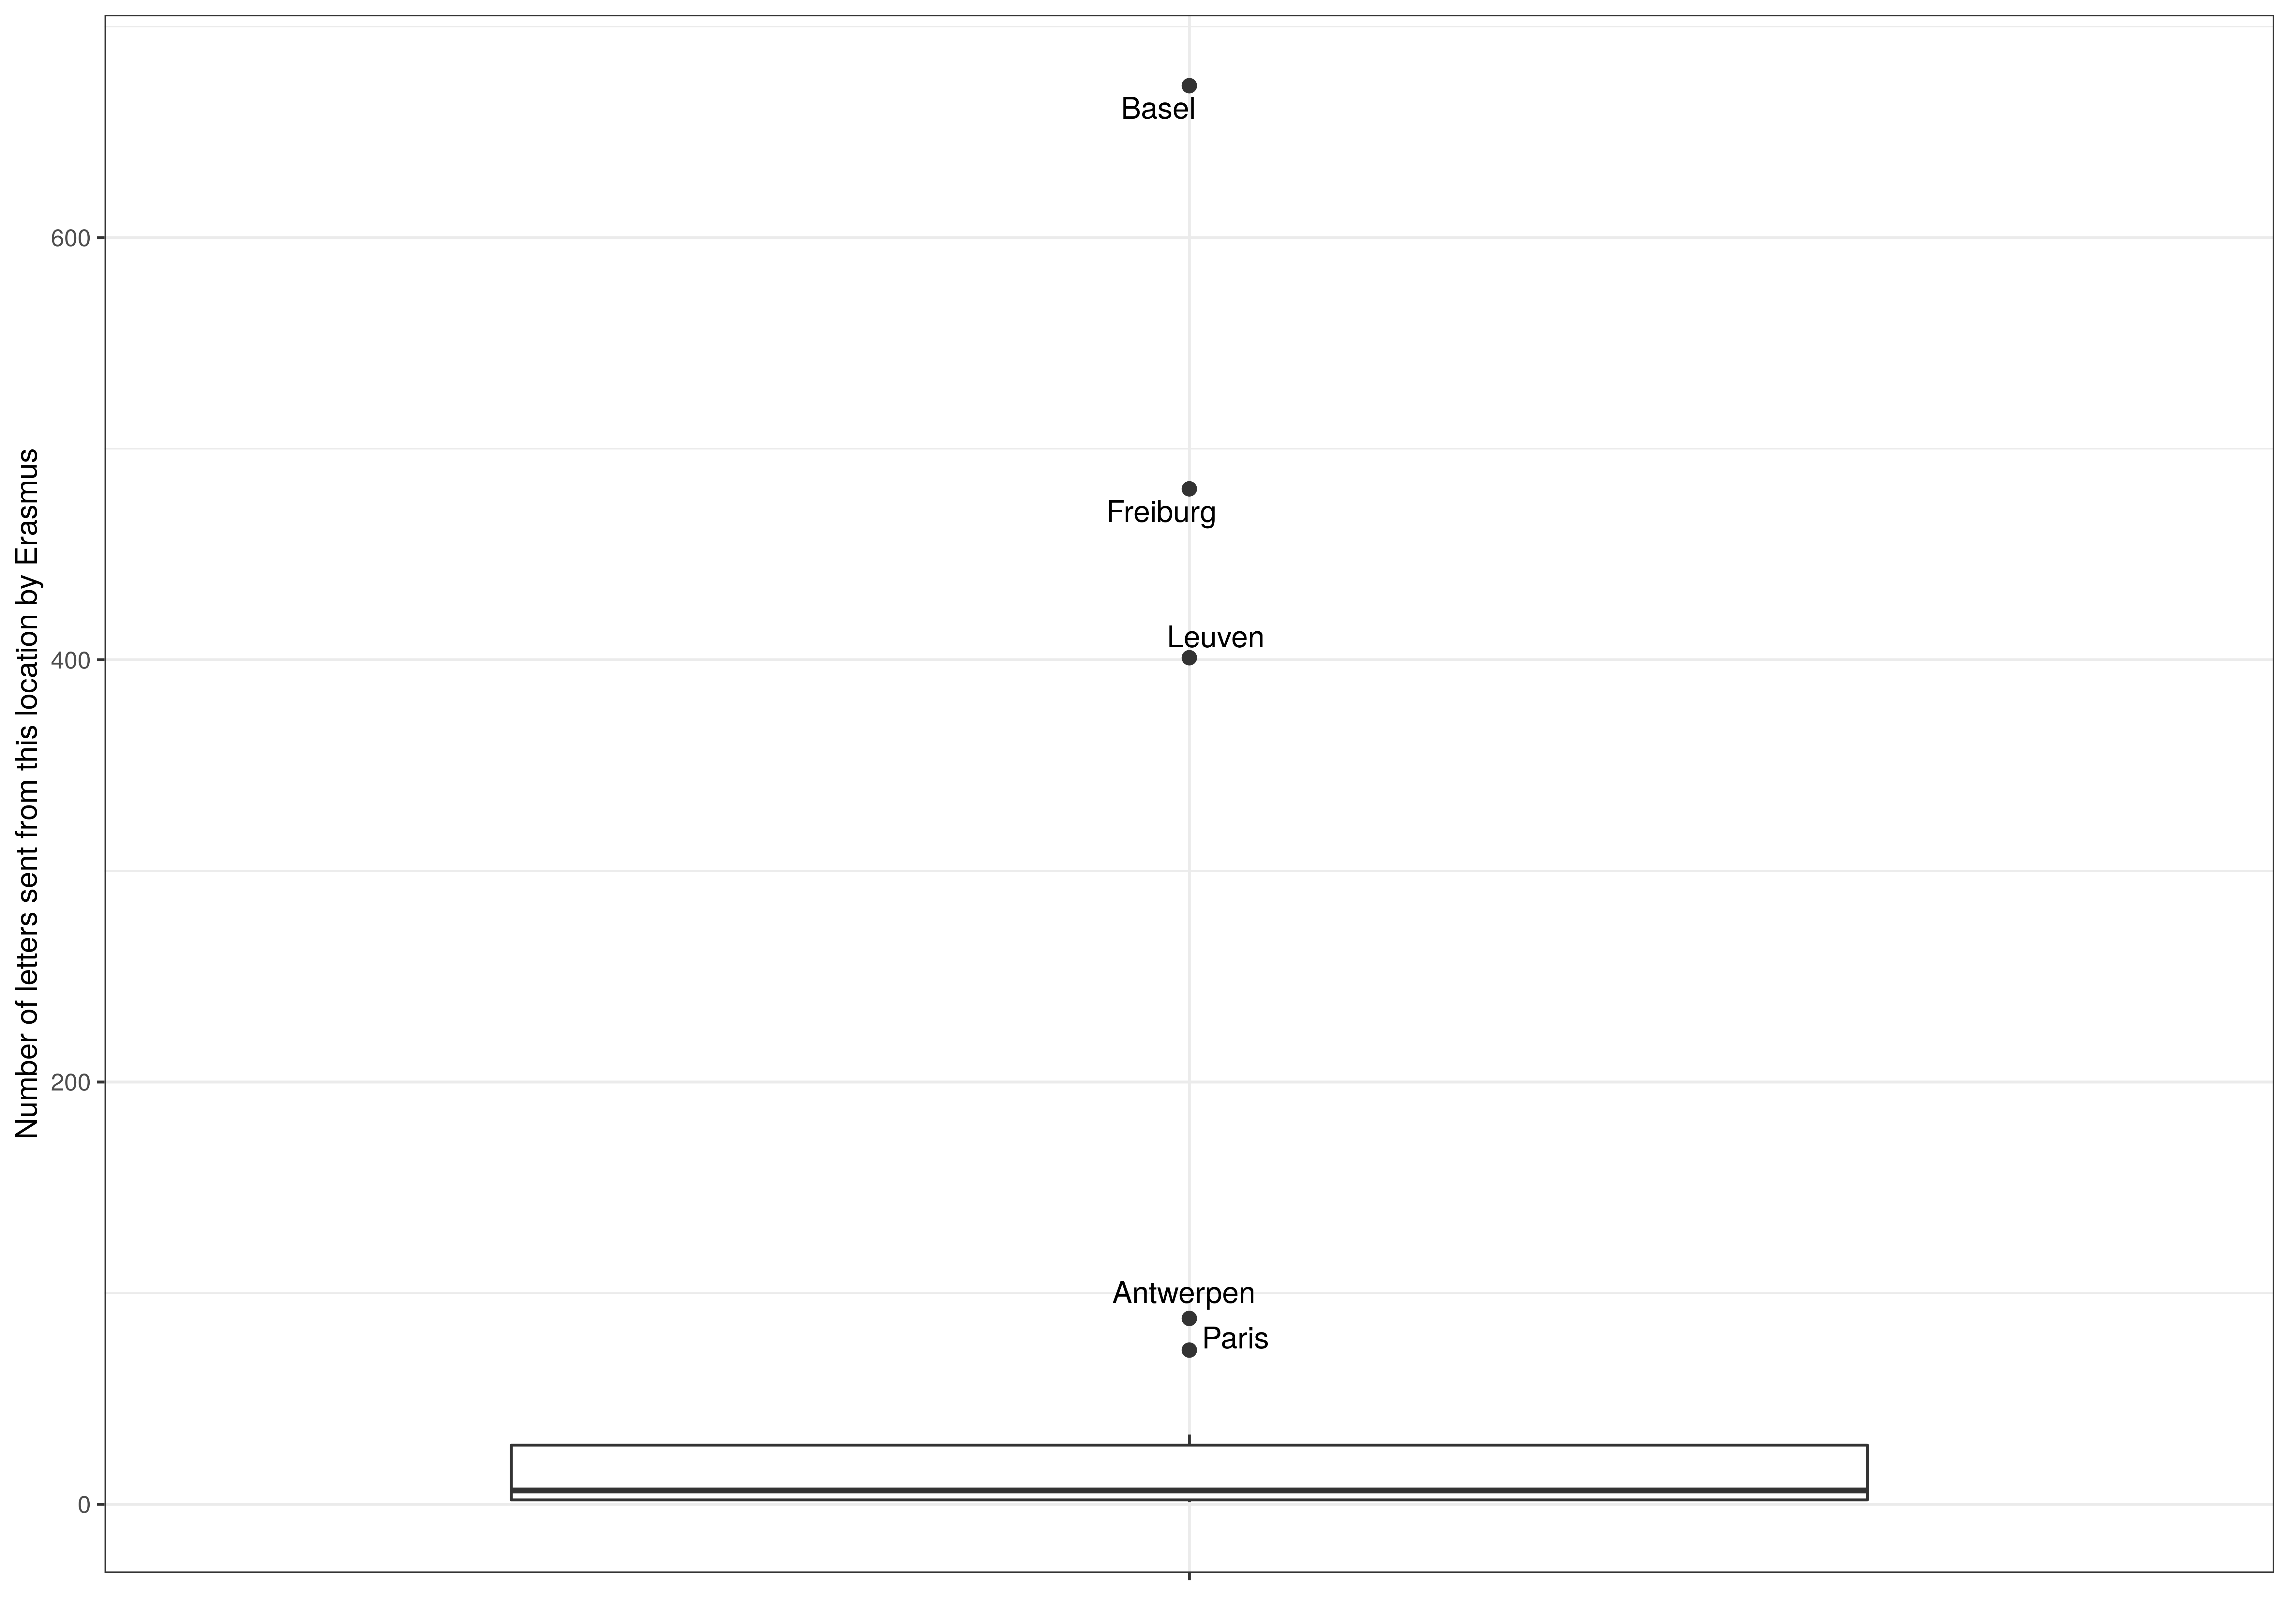 Number of letters sent from this location by Erasmus
600
400
200
0
Basel
Freiburg
Leuven
Antwerpen
Paris